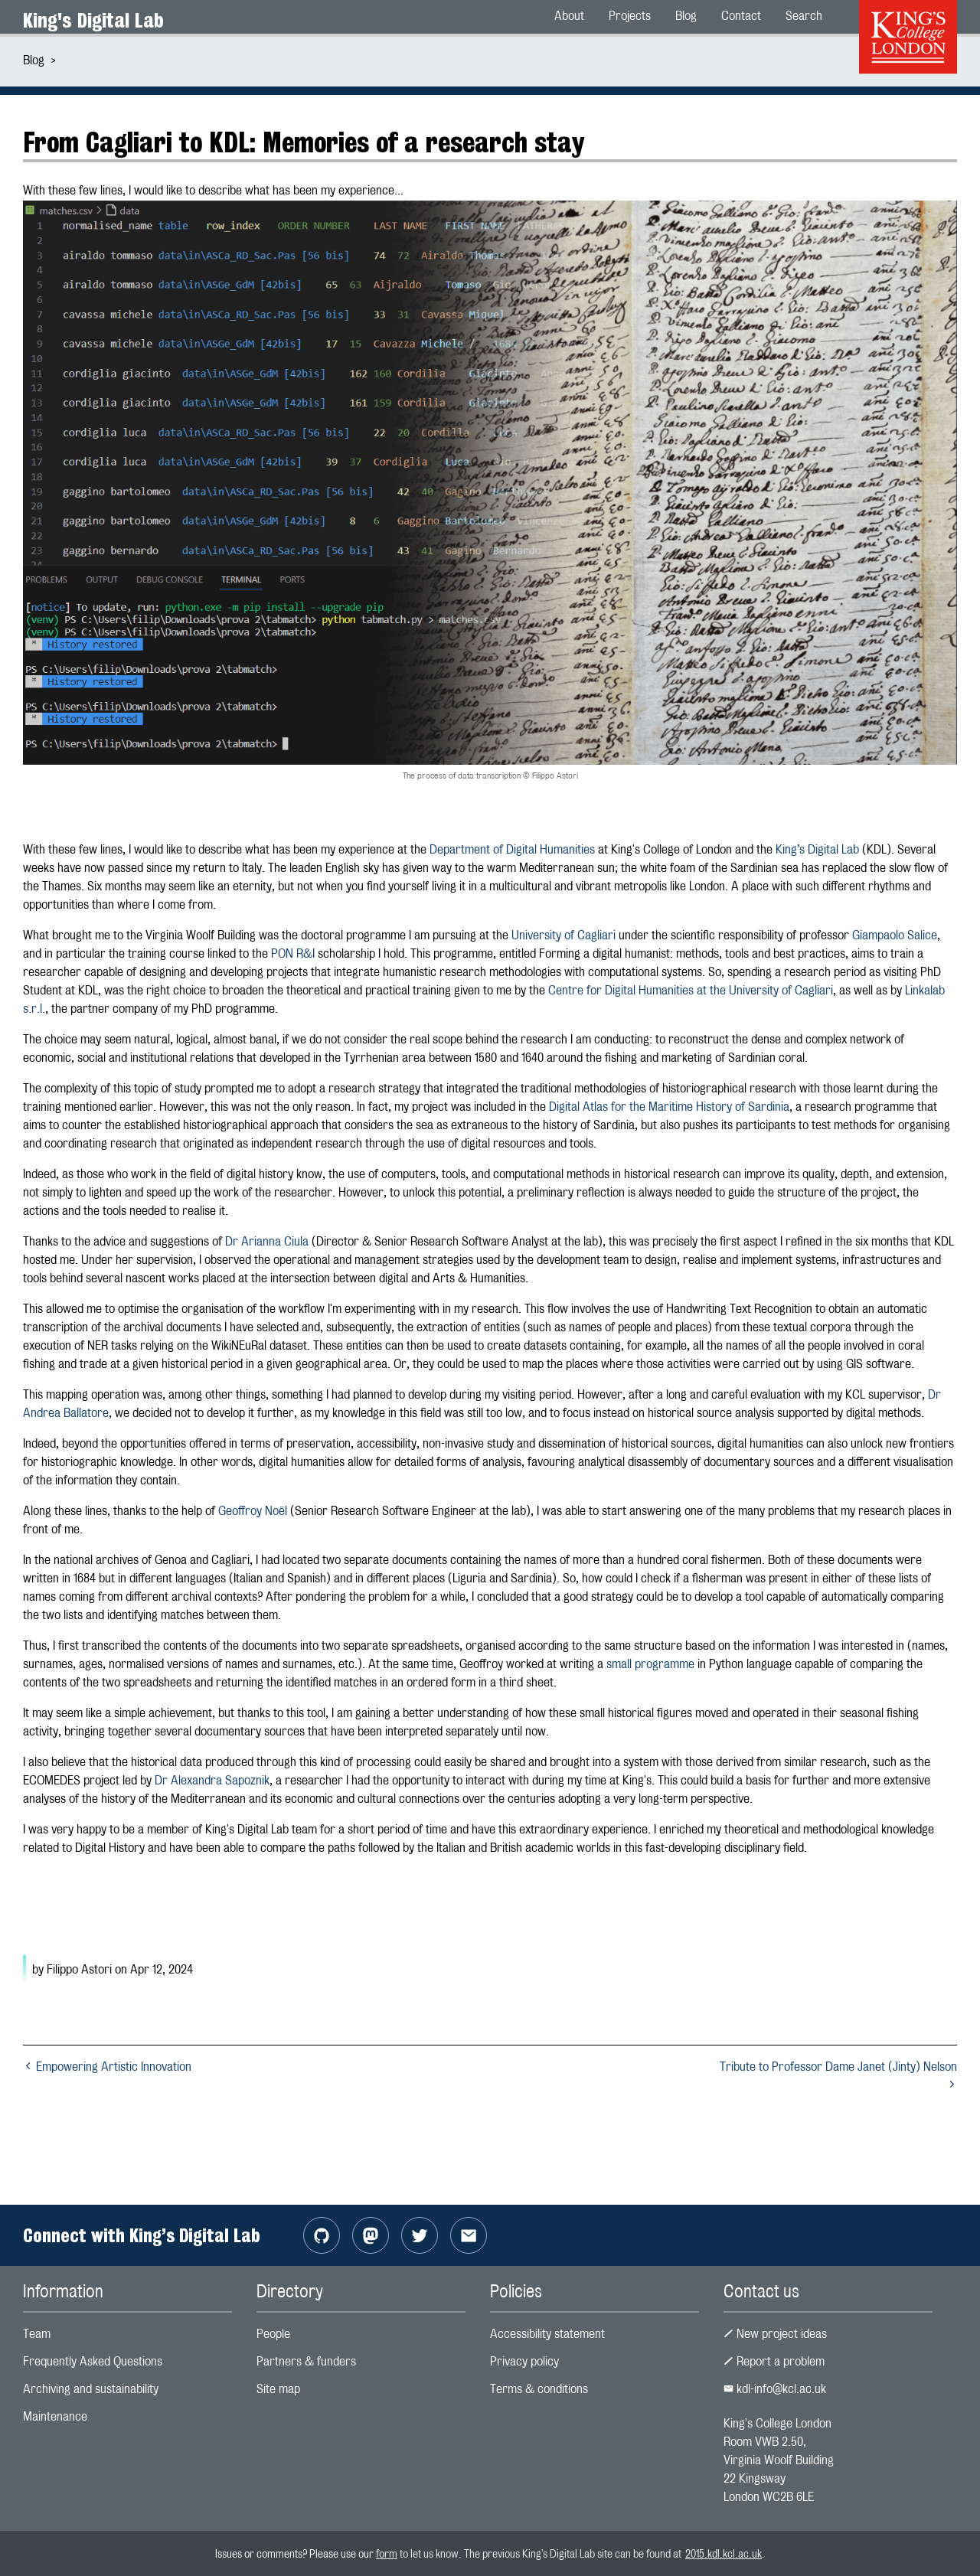 King's Digital Lab
About Projects Blog Contact Search
KING'S
College
LONDON
Blog >
From Cagliari to KDL: Memories of a research stay
With these few lines, I would like to describe what has been my experience...
matches.csv > data
1 normalised_name table row_index ORDER NUMBER LAST NAME FIRST NAME
2
3 airaldo tommaso data\in\ASCa_RD_Sac.Pas [56 bis] 74 72 Airaldo Thomas
4
5 airaldo tommaso data\in\ASGe_GdM [42bis] 65 63 Aijraldo Tomaso
6
7 cavassa michele data\in\ASCa_RD_Sac.Pas [56 bis] 33 31 Cavassa Miquel
8
9 cavassa michele data\in\ASGe_GdM [42bis] 17 15 Cavazza Michele /
10
11 cordiglia giacinto data\in\ASGe_GdM [42bis] 162 160 Cordilia Giacinto
12
13 cordiglia giacinto data\in\ASGe_GdM [42bis] 161 159 Cordilia
14
15 cordiglia luca data\in\ASCa_RD_Sac.Pas [56 bis] 22 20 Cordilla
16
17 cordiglia luca data\in\ASGe_GdM [42bis] 39 37 Cordiglia Luca
18
19 gaggino bartolomeo data\in\ASCa_RD_Sac.Pas [56 bis] 42 40 Gagino
20
21 gaggino bartolomeo data\in\ASGe_GdM [42bis] 8 6 Gaggino Bartolomeo
22
23 gaggino bernardo data\in\ASCa_RD_Sac.Pas [56 bis] 43 41 Gagino Bernardo
24
PROBLEMS OUTPUT DEBUG CONSOLE TERMINAL PORTS
[notice] To update, run: python.exe -m pip install --upgrade pip
(venv) PS C:\Users\filip\Downloads\prova 2\tabmatch> python tabmatch.py > matches.csv
(venv) PS C:\Users\filip\Downloads\prova 2\tabmatch>
* History restored
PS C:\Users\filip\Downloads\prova 2\tabmatch>
* History restored
PS C:\Users\filip\Downloads\prova 2\tabmatch>
* History restored
PS C:\Users\filip\Downloads\prova 2\tabmatch>
The process of data transcription © Filippo Astori
With these few lines, I would like to describe what has been my experience at the Department of Digital Humanities at King's College of London and the King's Digital Lab (KDL). Several
weeks have now passed since my return to Italy. The leaden English sky has given way to the warm Mediterranean sun; the white foam of the Sardinian sea has replaced the slow flow of
the Thames. Six months may seem like an eternity, but not when you find yourself living it in a multicultural and vibrant metropolis like London. A place with such different rhythms and
opportunities than where I come from.
What brought me to the Virginia Woolf Building was the doctoral programme I am pursuing at the University of Cagliari under the scientific responsibility of professor Giampaolo Salice,
and in particular the training course linked to the PON R&I scholarship I hold. This programme, entitled Forming a digital humanist: methods, tools and best practices, aims to train a
researcher capable of designing and developing projects that integrate humanistic research methodologies with computational systems. So, spending a research period as visiting PhD
Student at KDL, was the right choice to broaden the theoretical and practical training given to me by the Centre for Digital Humanities at the University of Cagliari, as well as by Linkalab
s.r.l., the partner company of my PhD programme.
The choice may seem natural, logical, almost banal, if we do not consider the real scope behind the research I am conducting: to reconstruct the dense and complex network of
economic, social and institutional relations that developed in the Tyrrhenian area between 1580 and 1640 around the fishing and marketing of Sardinian coral.
The complexity of this topic of study prompted me to adopt a research strategy that integrated the traditional methodologies of historiographical research with those learnt during the
training mentioned earlier. However, this was not the only reason. In fact, my project was included in the Digital Atlas for the Maritime History of Sardinia, a research programme that
aims to counter the established historiographical approach that considers the sea as extraneous to the history of Sardinia, but also pushes its participants to test methods for organising
and coordinating research that originated as independent research through the use of digital resources and tools.
Indeed, as those who work in the field of digital history know, the use of computers, tools, and computational methods in historical research can improve its quality, depth, and extension,
not simply to lighten and speed up the work of the researcher. However, to unlock this potential, a preliminary reflection is always needed to guide the structure of the project, the
actions and the tools needed to realise it.
Thanks to the advice and suggestions of Dr Arianna Ciula (Director & Senior Research Software Analyst at the lab), this was precisely the first aspect I refined in the six months that KDL
hosted me. Under her supervision, I observed the operational and management strategies used by the development team to design, realise and implement systems, infrastructures and
tools behind several nascent works placed at the intersection between digital and Arts & Humanities.
This allowed me to optimise the organisation of the workflow I'm experimenting with in my research. This flow involves the use of Handwriting Text Recognition to obtain an automatic
transcription of the archival documents I have selected and, subsequently, the extraction of entities (such as names of people and places) from these textual corpora through the
execution of NER tasks relying on the WikiNEuRal dataset. These entities can then be used to create datasets containing, for example, all the names of all the people involved in coral
fishing and trade at a given historical period in a given geographical area. Or, they could be used to map the places where those activities were carried out by using GIS software.
This mapping operation was, among other things, something I had planned to develop during my visiting period. However, after a long and careful evaluation with my KCL supervisor, Dr
Andrea Ballatore, we decided not to develop it further, as my knowledge in this field was still too low, and to focus instead on historical source analysis supported by digital methods.
Indeed, beyond the opportunities offered in terms of preservation, accessibility, non-invasive study and dissemination of historical sources, digital humanities can also unlock new frontiers
for historiographic knowledge. In other words, digital humanities allow for detailed forms of analysis, favouring analytical disassembly of documentary sources and a different visualisation
of the information they contain.
Along these lines, thanks to the help of Geoffroy Noël (Senior Research Software Engineer at the lab), I was able to start answering one of the many problems that my research places in
front of me.
In the national archives of Genoa and Cagliari, I had located two separate documents containing the names of more than a hundred coral fishermen. Both of these documents were
written in 1684 but in different languages (Italian and Spanish) and in different places (Liguria and Sardinia). So, how could I check if a fisherman was present in either of these lists of
names coming from different archival contexts? After pondering the problem for a while, I concluded that a good strategy could be to develop a tool capable of automatically comparing
the two lists and identifying matches between them.
Thus, I first transcribed the contents of the documents into two separate spreadsheets, organised according to the same structure based on the information I was interested in (names,
surnames, ages, normalised versions of names and surnames, etc.). At the same time, Geoffroy worked at writing a small programme in Python language capable of comparing the
contents of the two spreadsheets and returning the identified matches in an ordered form in a third sheet.
It may seem like a simple achievement, but thanks to this tool, I am gaining a better understanding of how these small historical figures moved and operated in their seasonal fishing
activity, bringing together several documentary sources that have been interpreted separately until now.
I also believe that the historical data produced through this kind of processing could easily be shared and brought into a system with those derived from similar research, such as the
ECOMEDES project led by Dr Alexandra Sapoznik, a researcher I had the opportunity to interact with during my time at King's. This could build a basis for further and more extensive
analyses of the history of the Mediterranean and its economic and cultural connections over the centuries adopting a very long-term perspective.
I was very happy to be a member of King's Digital Lab team for a short period of time and have this extraordinary experience. I enriched my theoretical and methodological knowledge
related to Digital History and have been able to compare the paths followed by the Italian and British academic worlds in this fast-developing disciplinary field.
by Filippo Astori on Apr 12, 2024
< Empowering Artistic Innovation
Tribute to Professor Dame Janet (Jinty) Nelson
>
Connect with King's Digital Lab
Information
Team
Frequently Asked Questions
Archiving and sustainability
Maintenance
Directory
People
Partners & funders
Site map
Policies
Accessibility statement
Privacy policy
Terms & conditions
Contact us
New project ideas
Report a problem
kdl-info@kcl.ac.uk
King's College London
Room VWB 2.50,
Virginia Woolf Building
22 Kingsway
London WC2B 6LE
Issues or comments? Please use our form to let us know. The previous King's Digital Lab site can be found at 2015.kdl.kcl.ac.uk.